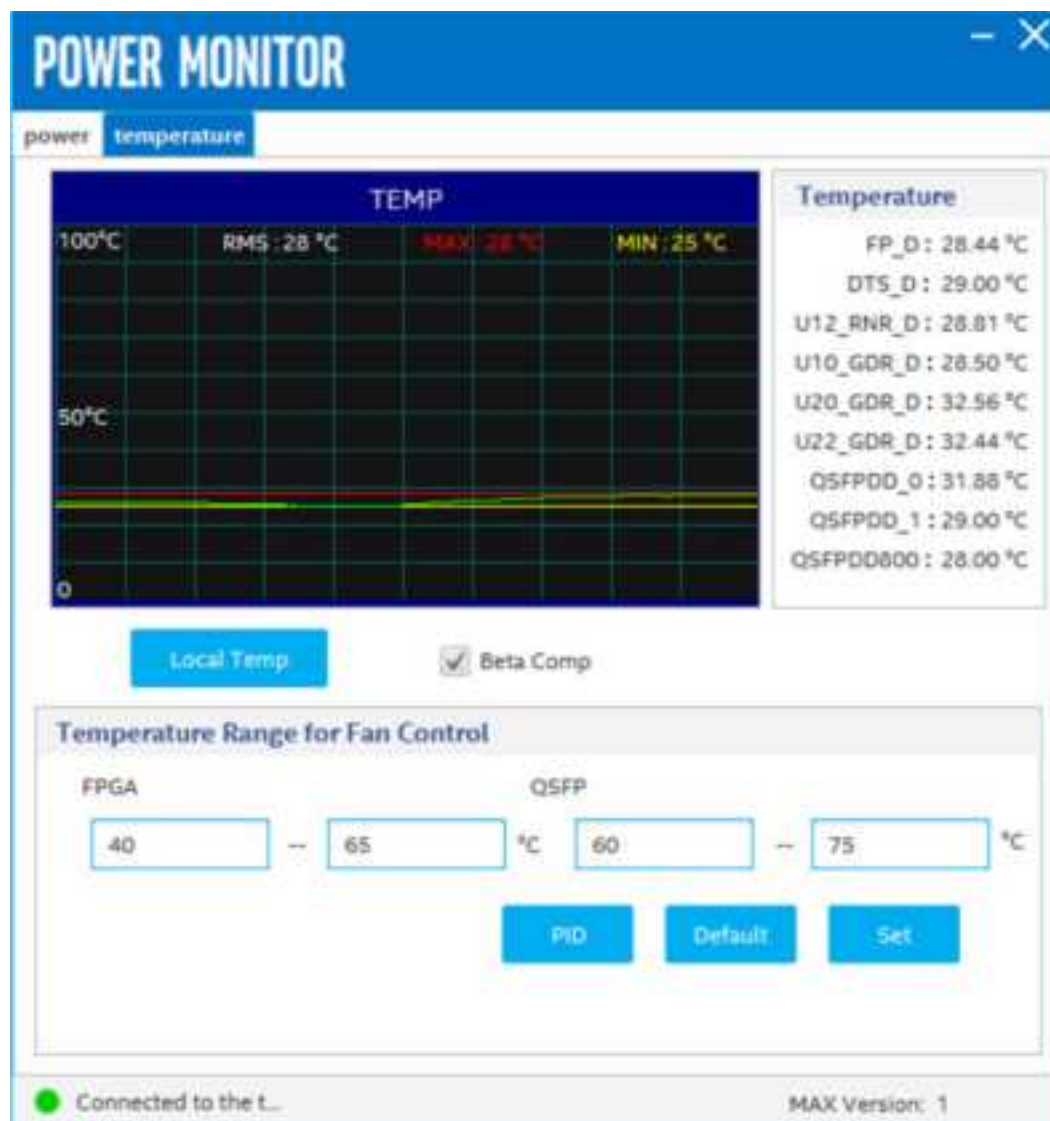 POWER MONITOR
power temperature
TEMP
100°C RMS : 28 °C MAX : 28 °C MIN : 25 °C
50°C
0
Temperature
FP_D : 28.44 °C
DTS_D : 29.00 °C
U12_RNR_D : 28.81 °C
U10_GDR_D : 28.50 °C
U20_GDR_D : 32.56 °C
U22_GDR_D : 32.44 °C
QSFPDD_0 : 31.88 °C
QSFPDD_1 : 29.00 °C
QSFPDD800 : 28.00 °C
Local Temp Beta Comp
Temperature Range for Fan Control
FPGA QSFP
40 -- 65 °C 60 -- 75 °C
PID Default Set
Connected to the t... MAX Version: 1